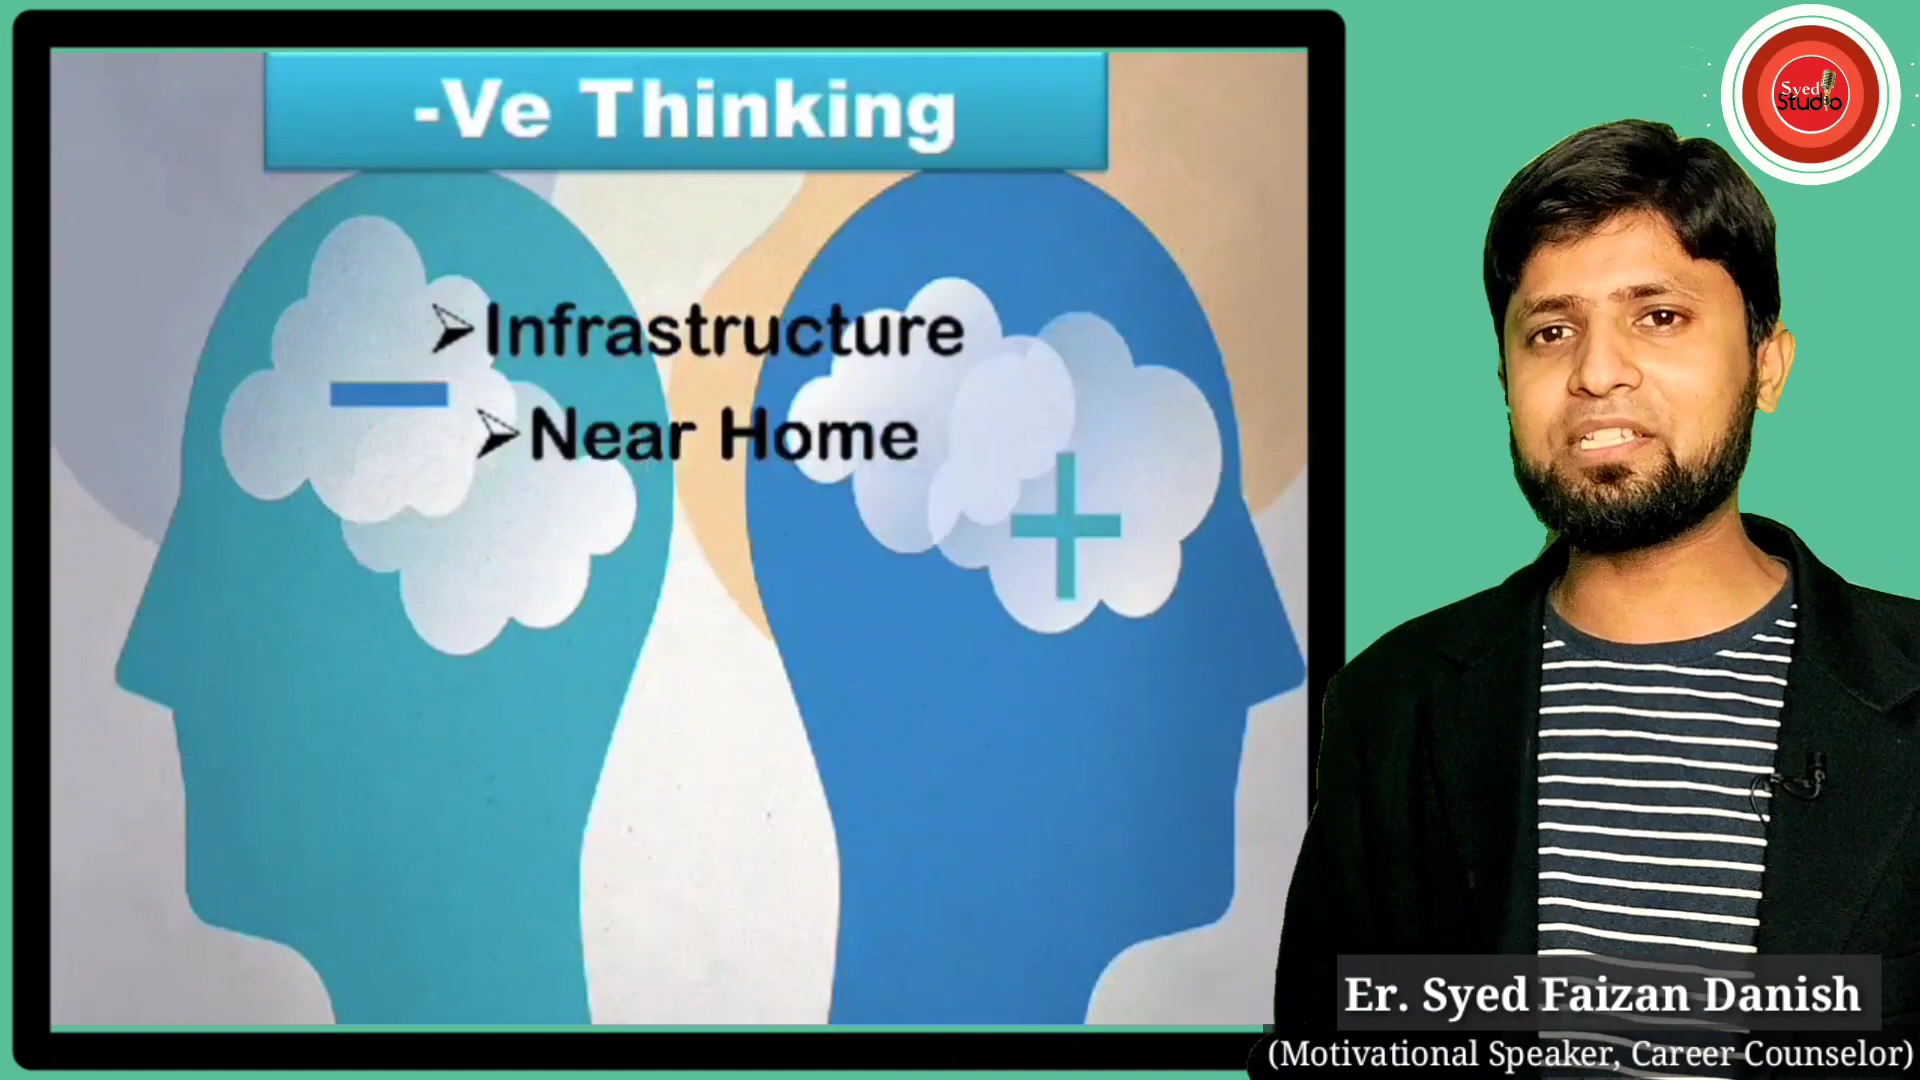 -Ve Thinking
➢Infrastructure
➢Near Home
Syed
Studio
Er. Syed Faizan Danish
(Motivational Speaker, Career Counselor)